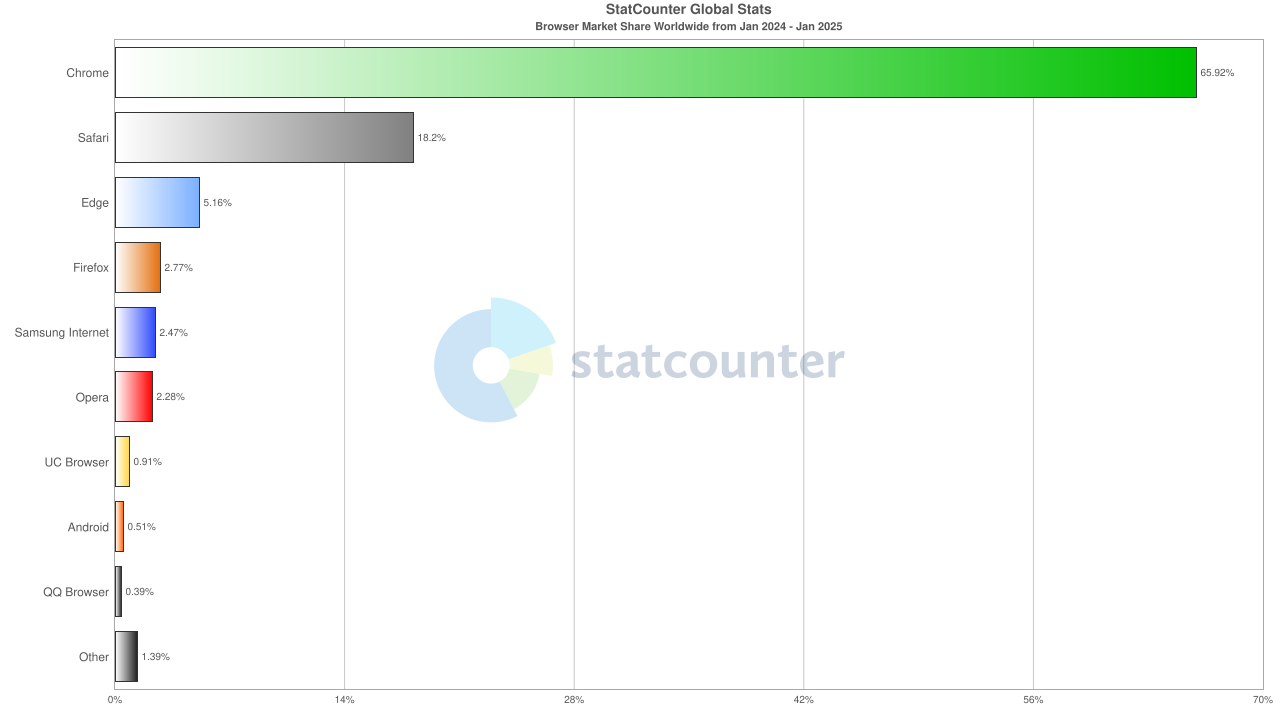 StatCounter Global Stats
Browser Market Share Worldwide from Jan 2024 - Jan 2025
Chrome 65.92%
Safari 18.2%
Edge 5.16%
Firefox 2.77%
Samsung Internet 2.47%
statcounter
Opera 2.28%
UC Browser 0.91%
Android 0.51%
QQ Browser 0.39%
Other 1.39%
0% 14% 28% 42% 56% 70%